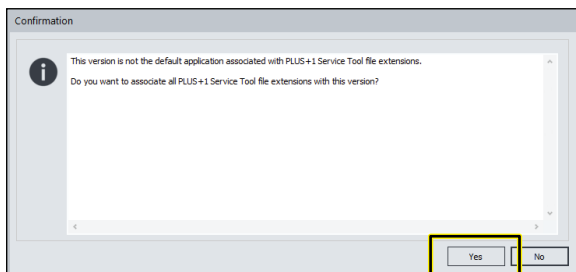 Confirmation
This version is not the default application associated with PLUS+1 Service Tool file extensions.
Do you want to associate all PLUS+1 Service Tool file extensions with this version?
Yes No